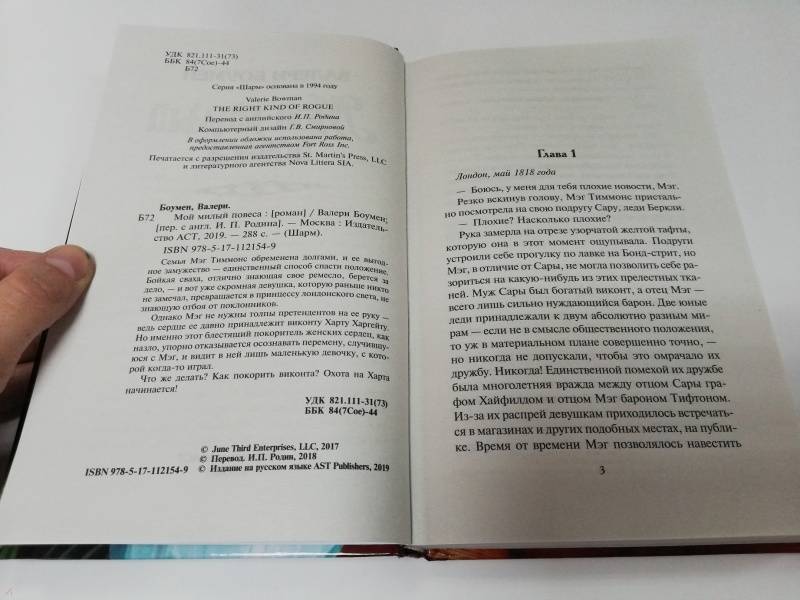 УДК 821.111-31(73)
ББК 84(7Сое)-44
Б72
Серия «Шарм» основана в 1994 году
Valerie Bowman
THE RIGHT KIND OF ROGUE
Перевод с английского И.П. Родина
Компьютерный дизайн Г.В. Смирновой
В оформлении обложки использована работа,
предоставленная агентством Fort Ross Inc.
Печатается с разрешения издательства St. Martin's Press, LLC
и литературного агентства Nova Littera SIA.
Боумен, Валери.
Б72 Мой милый повеса : [роман] / Валери Боумен;
[пер. с англ. И. П. Родина]. — Москва : Издатель-
ство АСТ, 2019. — 288 с. — (Шарм).
ISBN 978-5-17-112154-9
Семья Мэг Тиммонс обременена долгами, и ее выгод-
ное замужество — единственный способ спасти положение.
Бойкая сваха, отлично знающая свое ремесло, берется за
дело, — и вот уже скромная девушка, которую раньше никто
не замечал, превращается в принцессу лондонского света, не
знающую отбоя от поклонников.
Однако Мэг не нужны толпы претендентов на ее руку —
ведь сердце ее давно принадлежит виконту Харту Харгейту.
Но именно этот блестящий покоритель женских сердец, как
назло, упорно отказывается осознавать перемену, случившу-
юся с Мэг, и видит в ней лишь маленькую девочку, с кото-
рой когда-то играл.
Что же делать? Как покорить виконта? Охота на Харта
начинается!
УДК 821.111-31(73)
ББК 84(7Сое)-44
© June Third Enterprises, LLC, 2017
© Перевод. И.П. Родин, 2018
ISBN 978-5-17-112154-9 © Издание на русском языке AST Publishers, 2019
Глава 1
Лондон, май 1818 года
— Боюсь, у меня для тебя плохие новости, Мэг.
Резко вскинув голову, Мэг Тиммонс присталь-
но посмотрела на свою подругу Сару, леди Беркли.
— Плохие? Насколько плохие?
Рука замерла на отрезе узорчатой желтой тафты,
которую она в этот момент ощупывала. Подруги
устроили себе прогулку по лавке на Бонд-стрит, но
Мэг, в отличие от Сары, не могла позволить себе ра-
зориться на какую-нибудь из этих прелестных тка-
ней. Муж Сары был богатый виконт, а отец Мэг —
всего лишь сильно нуждающийся барон. Две юные
леди принадлежали к двум абсолютно разным ми-
рам — если не в смысле общественного положения,
то уж в материальном плане совершенно точно, —
но никогда не допускали, чтобы это омрачало их
дружбу. Никогда! Единственной помехой их дружбе
была многолетняя вражда между отцом Сары гра-
фом Хайфилдом и отцом Мэг бароном Тифтоном.
Из-за их распрей девушкам приходилось встречать-
ся в магазинах и других подобных местах, на публи-
ке. Время от времени Мэг позволялось навестить
3